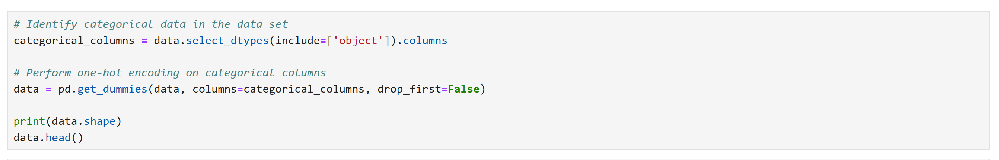 # Identify categorical data in the data set
categorical_columns = data.select_dtypes(include=['object']).columns
# Perform one-hot encoding on categorical columns
data = pd.get_dummies(data, columns=categorical_columns, drop_first=False)
print(data.shape)
data.head()